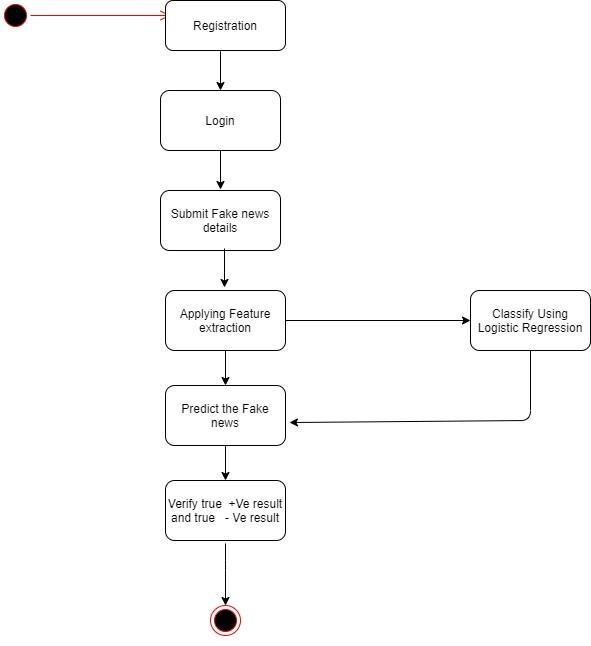 Registration
Login
Submit Fake news
details
Applying Feature
extraction
Classify Using
Logistic Regression
Predict the Fake
news
Verify true  +Ve result
and true   - Ve result